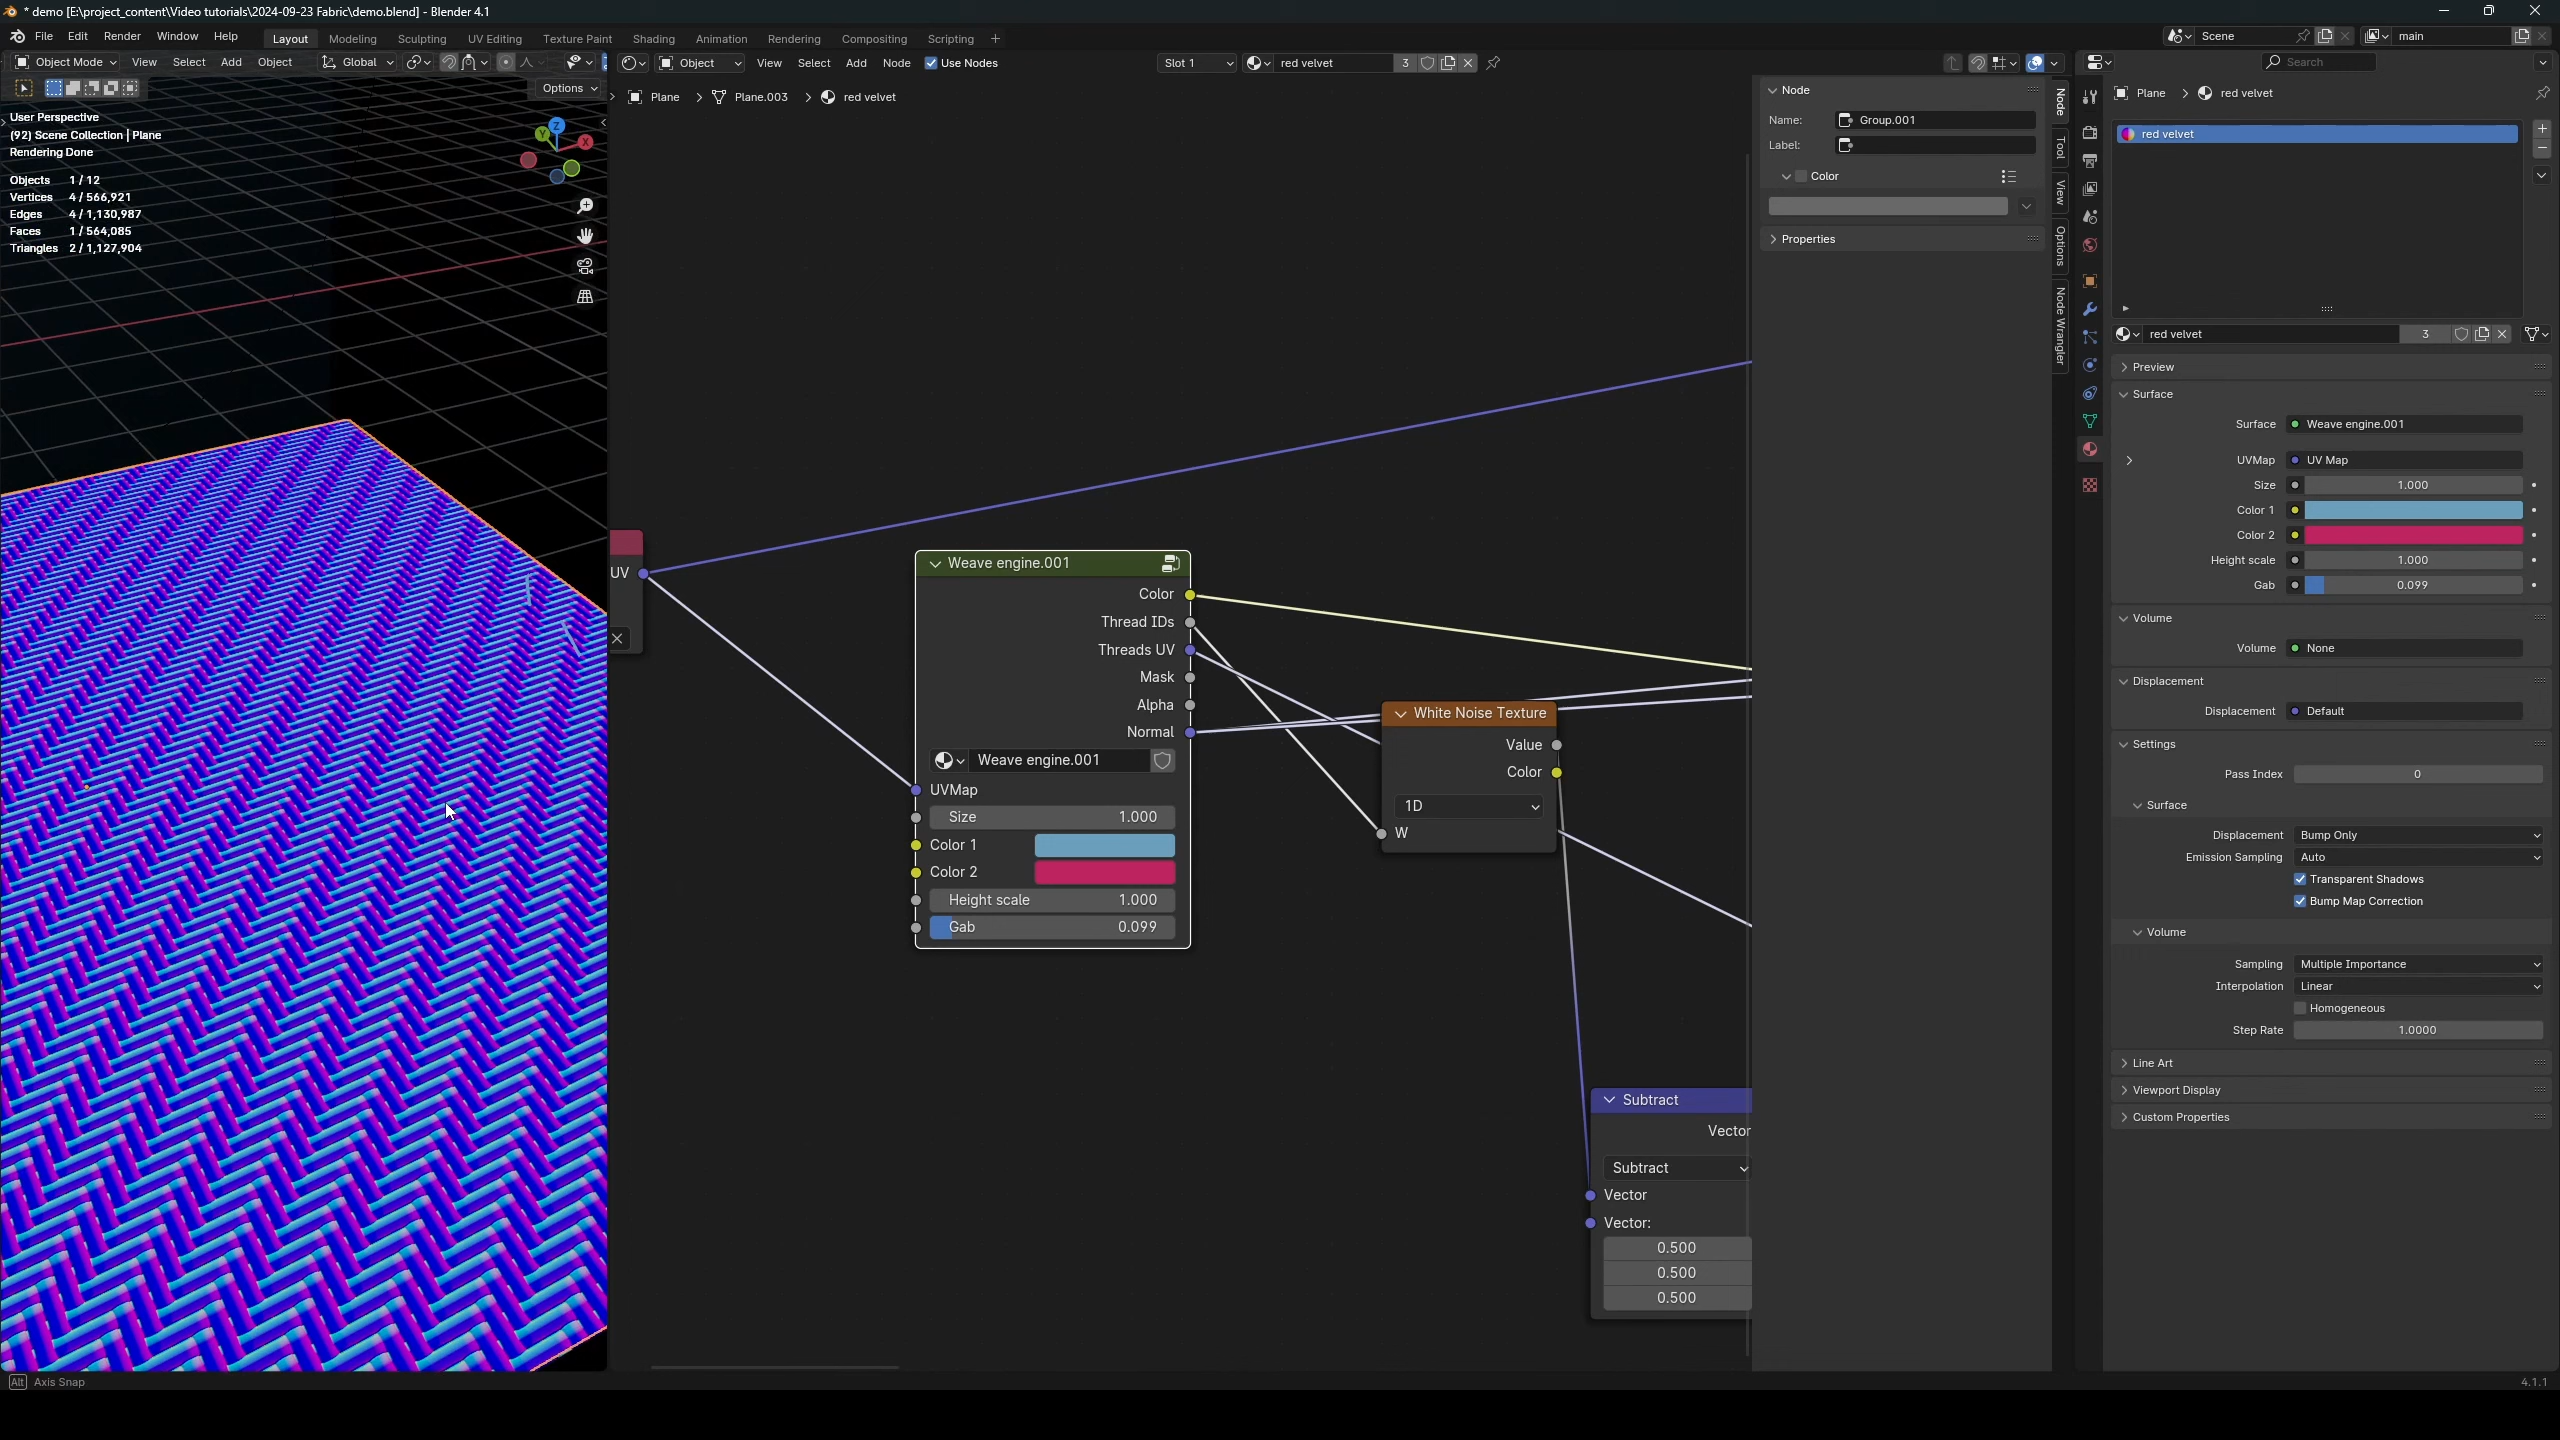 * demo [E:\project_content\Video tutorials\2024-09-23 Fabric\demo.blend] - Blender 4.1
File Edit Render Window Help Layout Modeling Sculpting UV Editing Texture Paint Shading Animation Rendering Compositing Scripting + Scene main
Object Mode View Select Add Object Global
Object View Select Add Node Use Nodes Slot 1 red velvet 3
Search
Options
Plane > Plane.003 > red velvet
Plane > red velvet
User Perspective
(92) Scene Collection | Plane
Rendering Done
Objects 1 / 12
Vertices 4 / 566,921
Edges 4 / 1,130,987
Faces 1 / 564,085
Triangles 2 / 1,127,904
Z
Y
X
UV
Weave engine.001
Color
Thread IDs
Threads UV
Mask
Alpha
Normal
Weave engine.001
UVMap
Size 1.000
Color 1
Color 2
Height scale 1.000
Gab 0.099
White Noise Texture
Value
Color
1D
W
Subtract
Vector
Subtract
Vector
Vector:
0.500
0.500
0.500
Node
Name: Group.001
Label:
Color
Properties
Node
Tool
View
Options
Node Wrangler
red velvet
red velvet 3
Preview
Surface
Surface Weave engine.001
UVMap UV Map
Size 1.000
Color 1
Color 2
Height scale 1.000
Gab 0.099
Volume
Volume None
Displacement
Displacement Default
Settings
Pass Index 0
Surface
Displacement Bump Only
Emission Sampling Auto
Transparent Shadows
Bump Map Correction
Volume
Sampling Multiple Importance
Interpolation Linear
Homogeneous
Step Rate 1.0000
Line Art
Viewport Display
Custom Properties
Alt Axis Snap
4.1.1